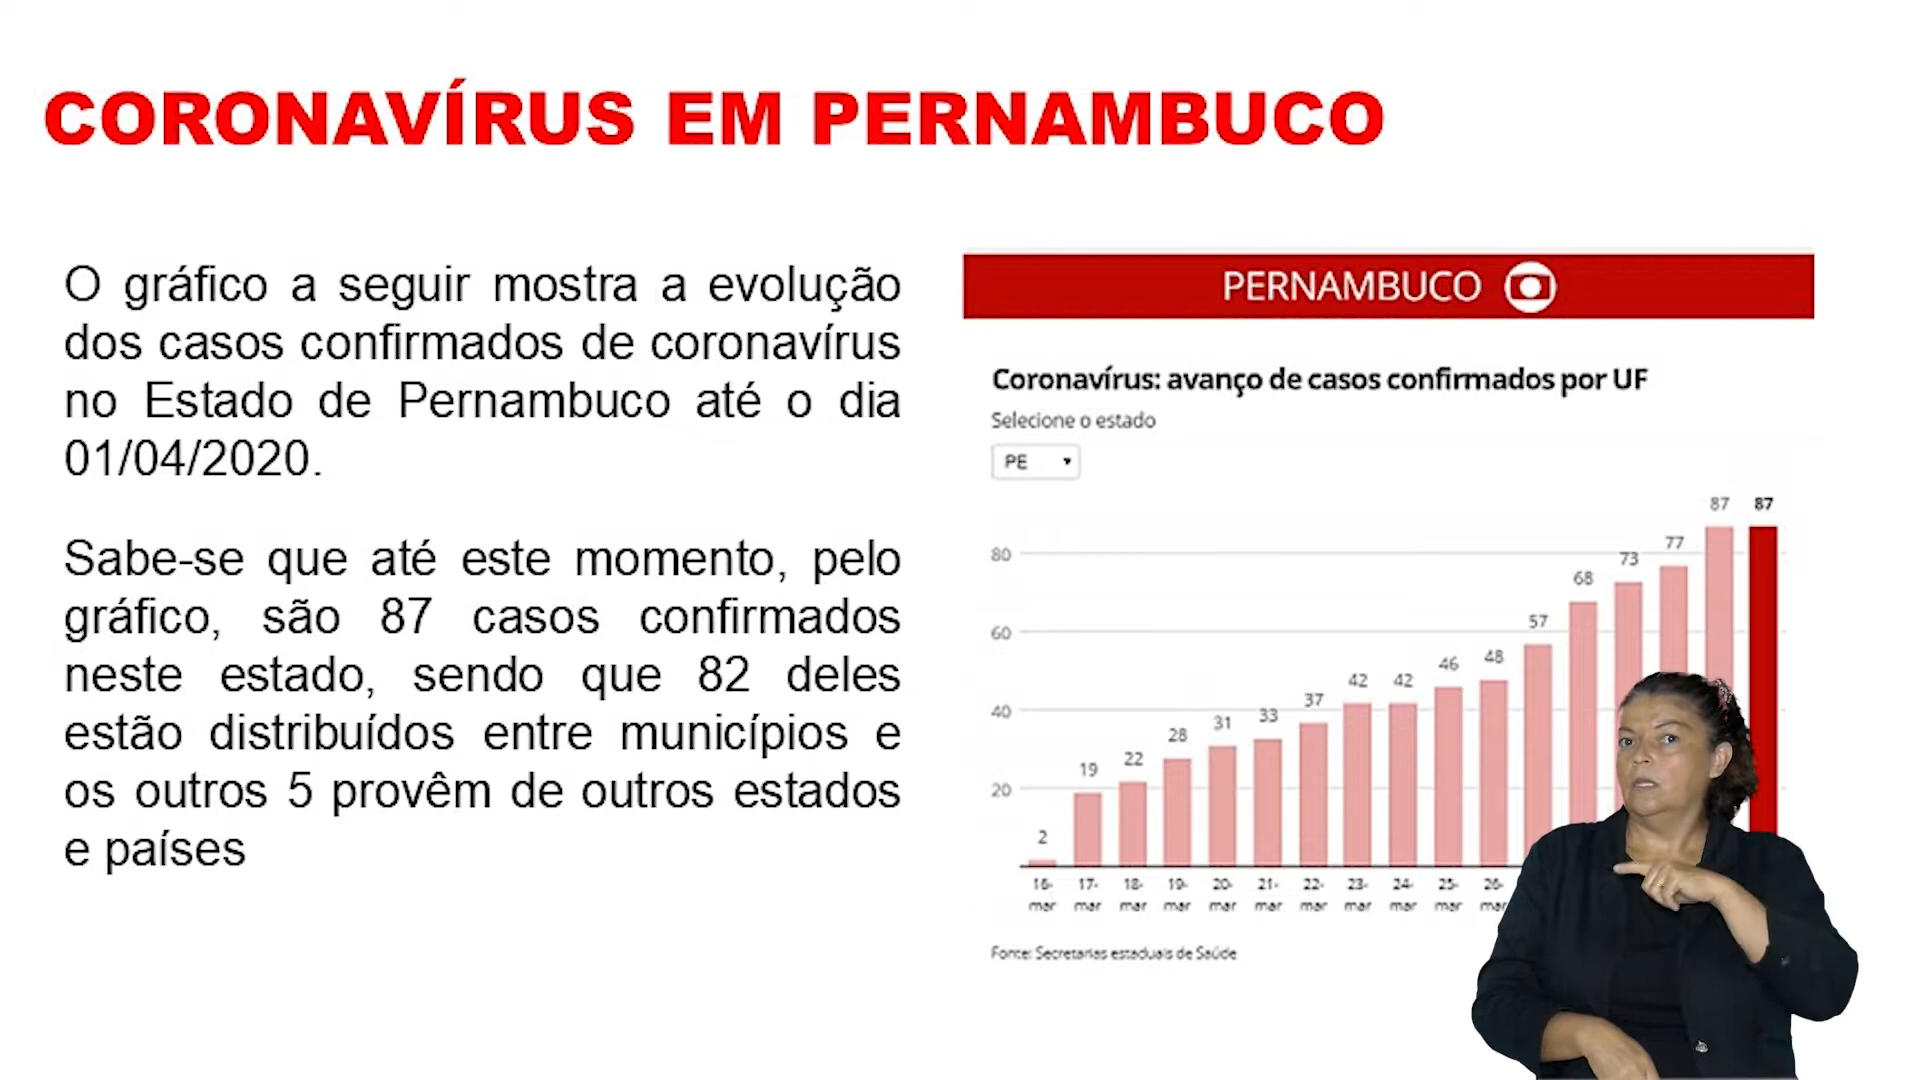 CORONAVÍRUS EM PERNAMBUCO
O gráfico a seguir mostra a evolução
dos casos confirmados de coronavírus
no Estado de Pernambuco até o dia
01/04/2020.
Sabe-se que até este momento, pelo
gráfico, são 87 casos confirmados
neste estado, sendo que 82 deles
estão distribuídos entre municípios e
os outros 5 provêm de outros estados
e países
PERNAMBUCO
Coronavírus: avanço de casos confirmados por UF
Selecione o estado
PE
80
60
40
20
2 19 22 28 31 33 37 42 42 46 48 57 68 73 77 87 87
16- 17- 18- 19- 20- 21- 22- 23- 24- 25- 26-
mar mar mar mar mar mar mar mar mar mar mar
Fonte: Secretarias estaduais de Saúde